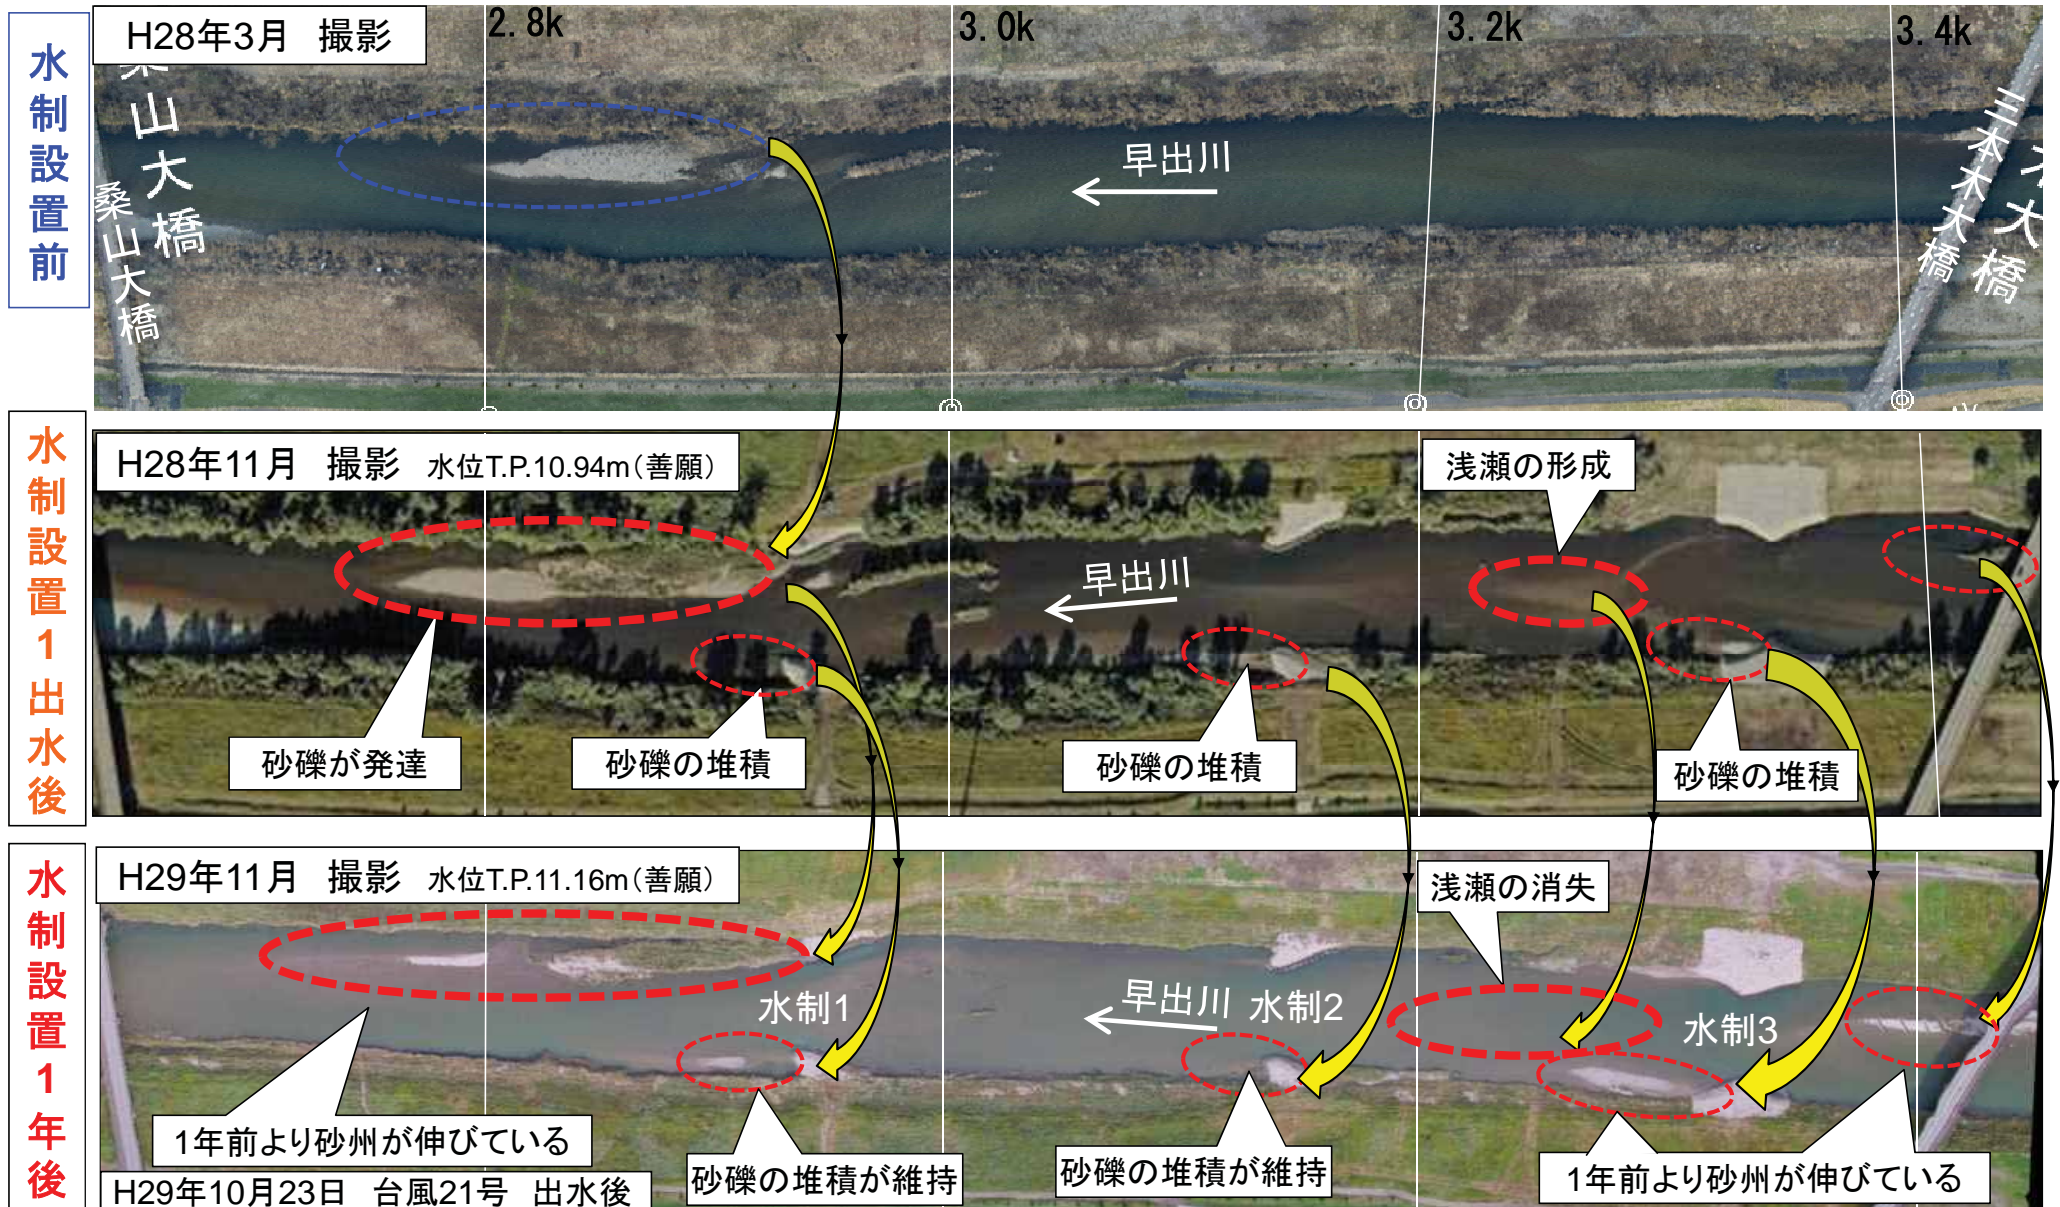 水制設置前
H28年3月　撮影
2.8k
3.0k
3.2k
3.4k
桑山大橋
桑山大橋
早出川
三本木大橋
木大橋
水制設置1出水後
H28年11月　撮影　水位T.P.10.94m（善願）
浅瀬の形成
早出川
砂礫が発達
砂礫の堆積
砂礫の堆積
砂礫の堆積
水制設置1年後
H29年11月　撮影　水位T.P.11.16m（善願）
浅瀬の消失
水制1
早出川
水制2
水制3
1年前より砂州が伸びている
砂礫の堆積が維持
砂礫の堆積が維持
1年前より砂州が伸びている
H29年10月23日　台風21号　出水後